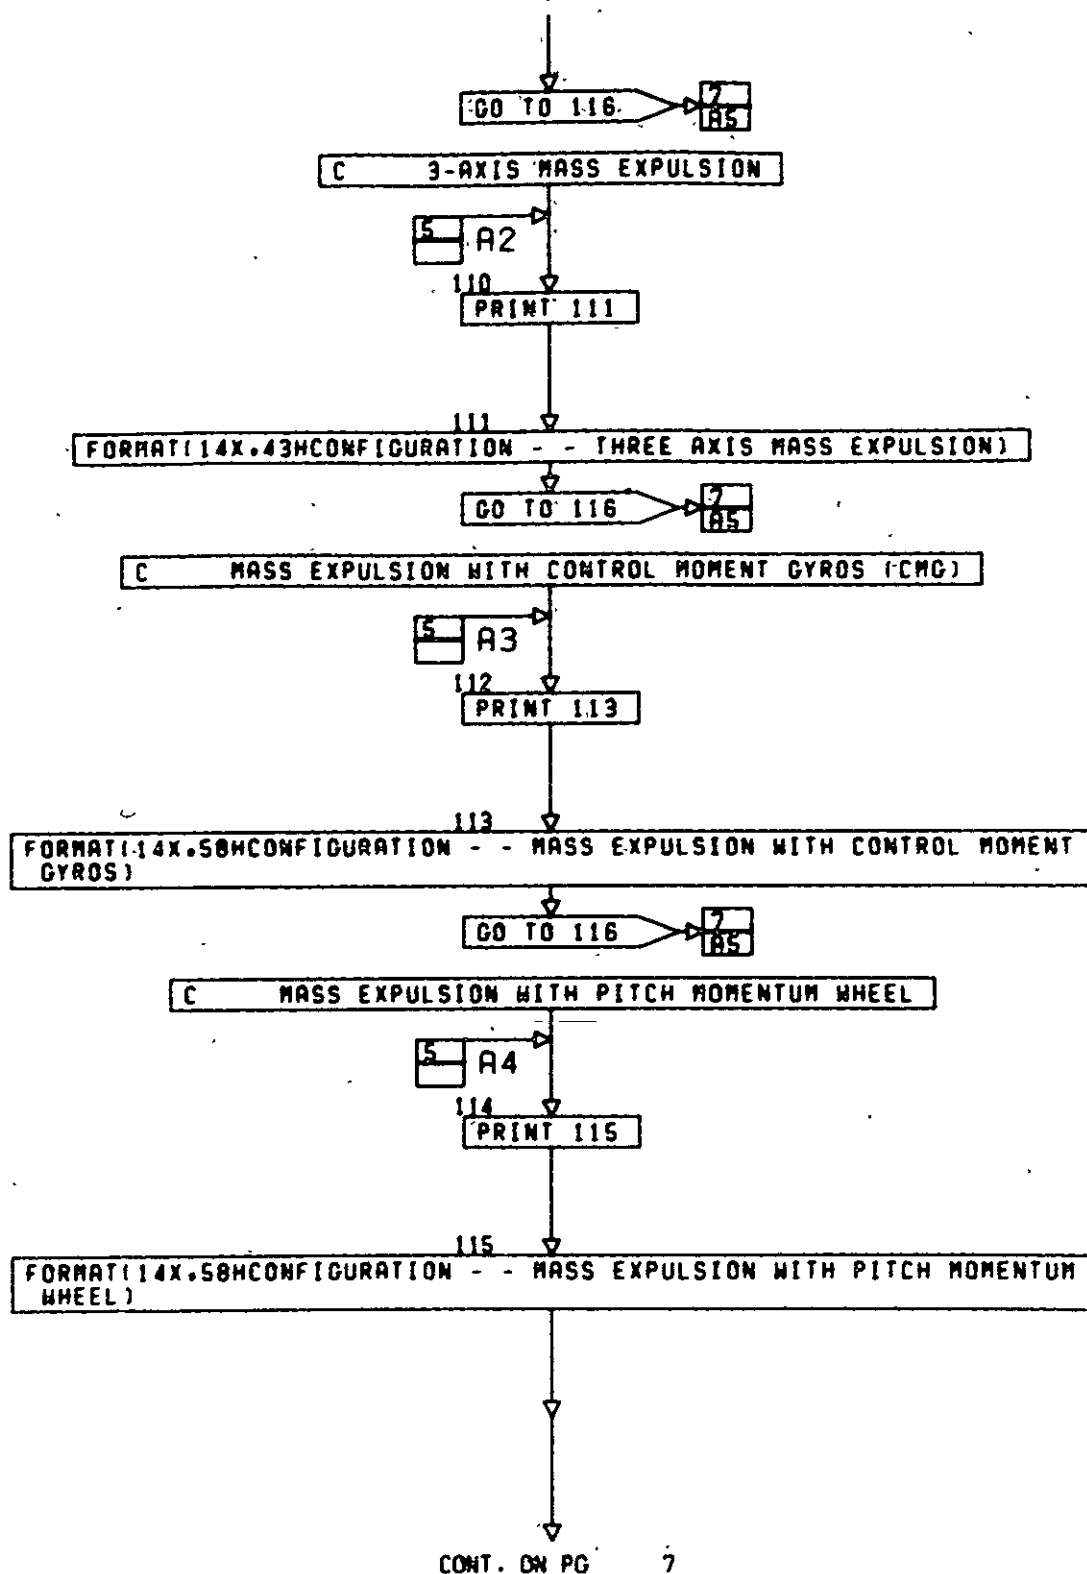 GO TO 116
7
A5
C 3-AXIS MASS EXPULSION
5
A2
110
PRINT 111
111
FORMAT(14X,43HCONFIGURATION - - THREE AXIS MASS EXPULSION)
GO TO 116
7
A5
C MASS EXPULSION WITH CONTROL MOMENT GYROS (CMG)
5
A3
112
PRINT 113
113
FORMAT(14X,58HCONFIGURATION - - MASS EXPULSION WITH CONTROL MOMENT
GYROS)
GO TO 116
7
A5
C MASS EXPULSION WITH PITCH MOMENTUM WHEEL
5
A4
114
PRINT 115
115
FORMAT(14X,58HCONFIGURATION - - MASS EXPULSION WITH PITCH MOMENTUM
WHEEL)
CONT. ON PG 7